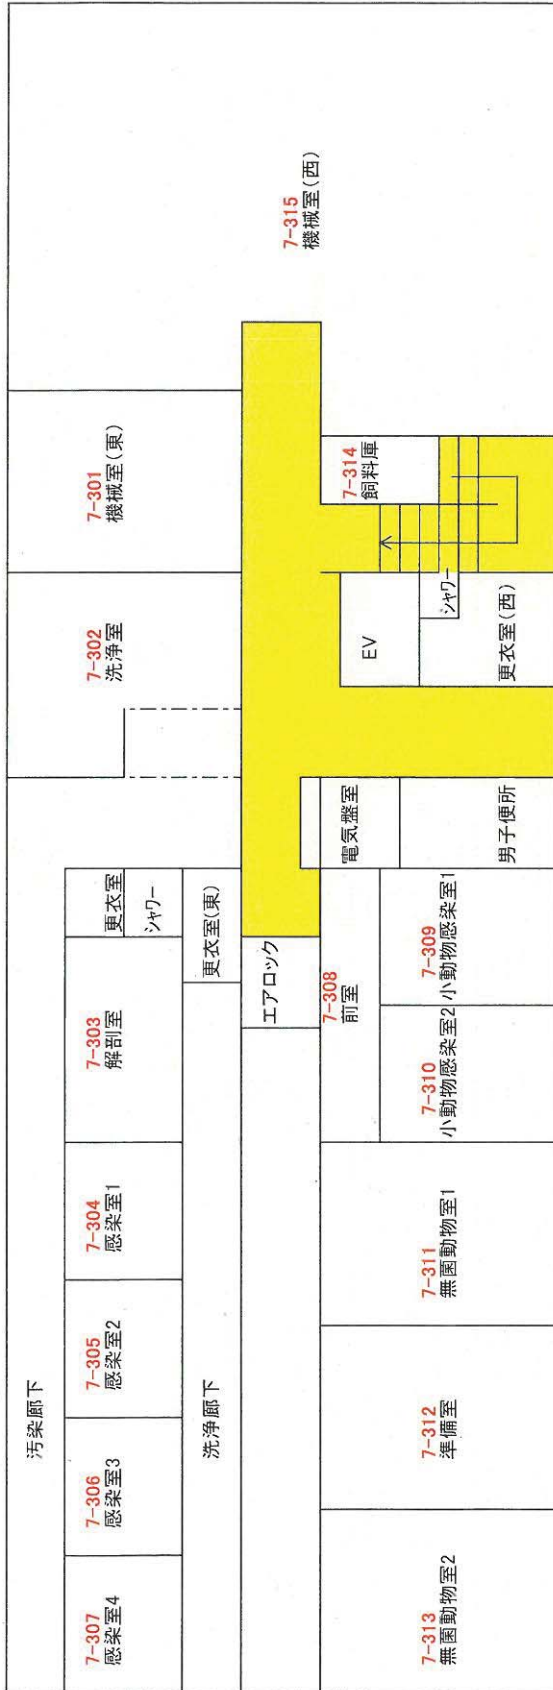 汚染廊下
7-307
感染室4
7-306
感染室3
7-305
感染室2
7-304
感染室1
7-303
解剖室
更衣室
シャワー
7-302
洗浄室
7-301
機械室(東)
洗浄廊下
更衣室(東)
エアロック
7-315
機械室(西)
7-308
前室
電気盤室
EV
7-314
飼料庫
シャワー
7-313
無菌動物室2
7-312
準備室
7-311
無菌動物室1
7-310
小動物感染室2
7-309
小動物感染室1
男子便所
更衣室(西)